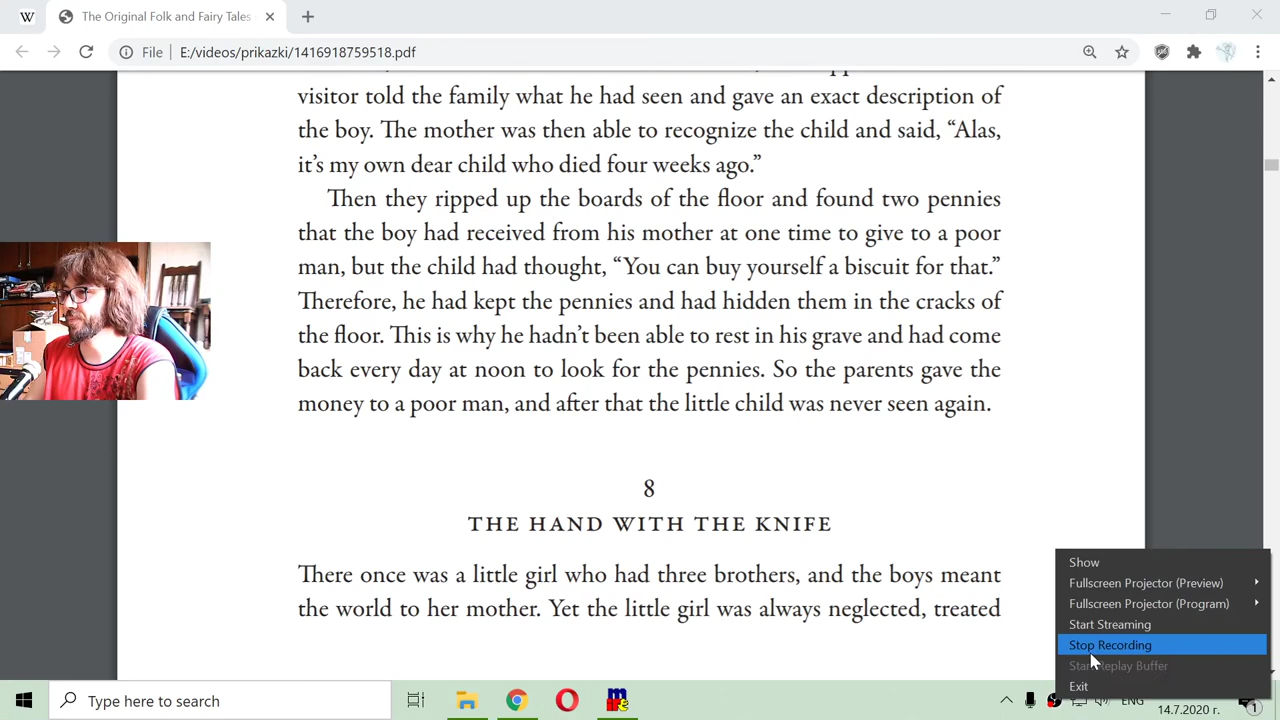 W
The Original Folk and Fairy Tales
File
E:/videos/prikazki/1416918759518.pdf
visitor told the family what he had seen and gave an exact description of
the boy. The mother was then able to recognize the child and said, “Alas,
it’s my own dear child who died four weeks ago.”
Then they ripped up the boards of the floor and found two pennies
that the boy had received from his mother at one time to give to a poor
man, but the child had thought, “You can buy yourself a biscuit for that.”
Therefore, he had kept the pennies and had hidden them in the cracks of
the floor. This is why he hadn’t been able to rest in his grave and had come
back every day at noon to look for the pennies. So the parents gave the
money to a poor man, and after that the little child was never seen again.
8
THE HAND WITH THE KNIFE
There once was a little girl who had three brothers, and the boys meant
the world to her mother. Yet the little girl was always neglected, treated
Show
Fullscreen Projector (Preview)
Fullscreen Projector (Program)
Start Streaming
Stop Recording
Start Replay Buffer
Exit
Type here to search
ENG
14.7.2020 г.
1